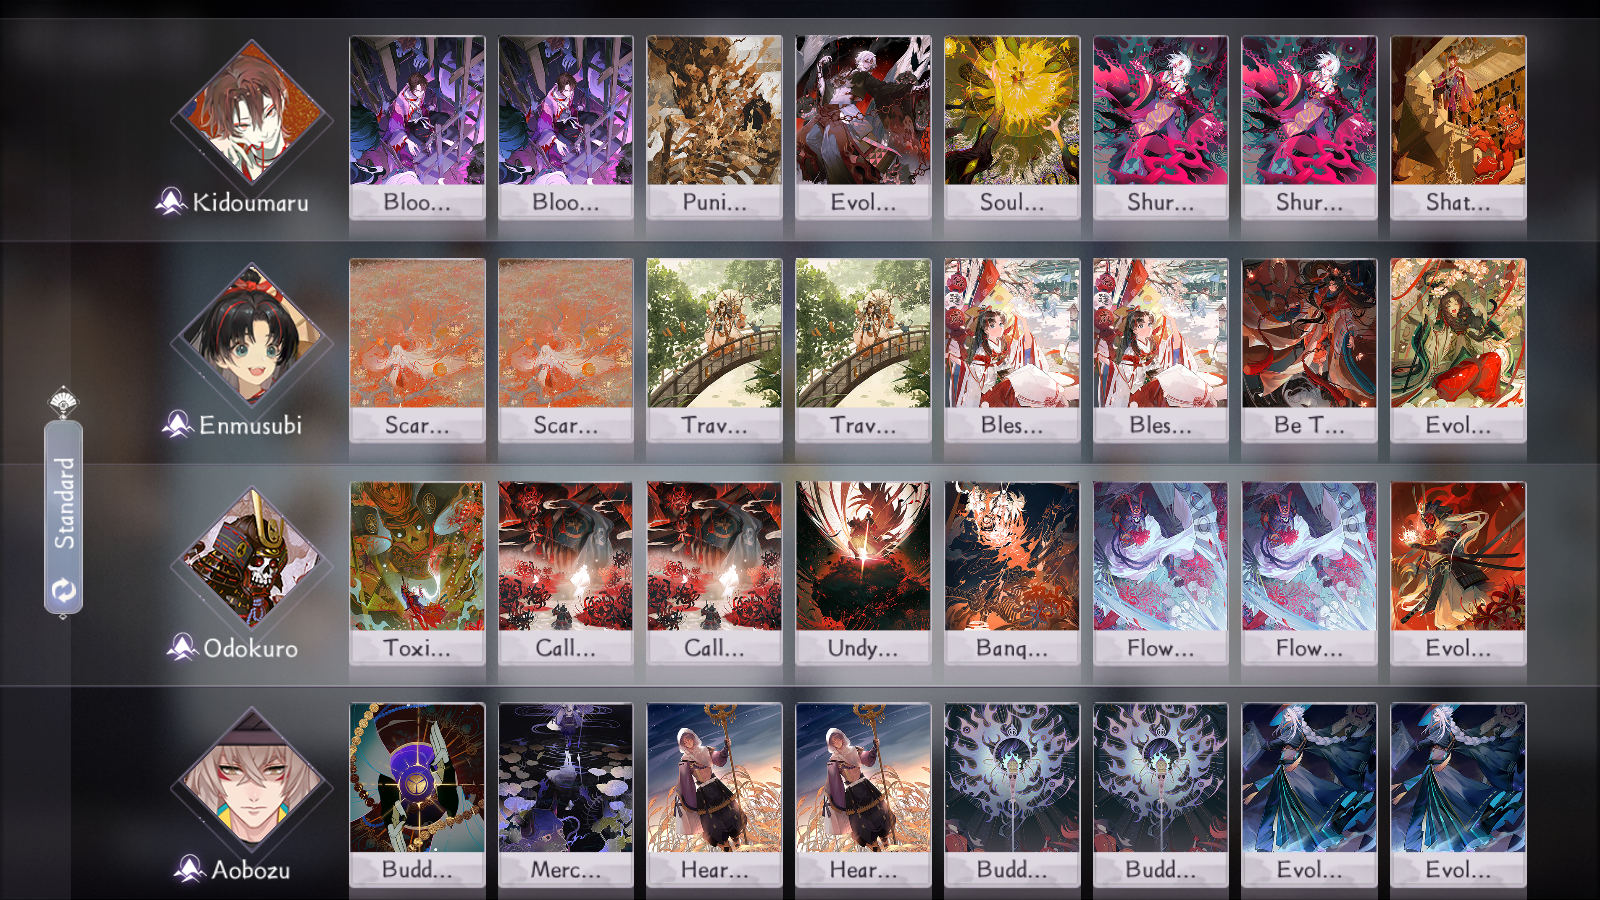 Kidoumaru
Bloo...
Bloo...
Puni...
Evol...
Soul...
Shur...
Shur...
Shat...
Enmusubi
Scar...
Scar...
Trav...
Trav...
Bles...
Bles...
Be T...
Evol...
Standard
Odokuro
Toxi...
Call...
Call...
Undy...
Banq...
Flow...
Flow...
Evol...
Aobozu
Budd...
Merc...
Hear...
Hear...
Budd...
Budd...
Evol...
Evol...